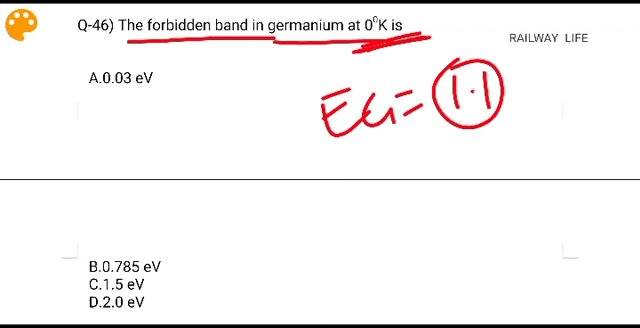 Q-46) The forbidden band in germanium at 0⁰K is
RAILWAY LIFE
A.0.03 eV
EG= 1.1
B.0.785 eV
C.1.5 eV
D.2.0 eV